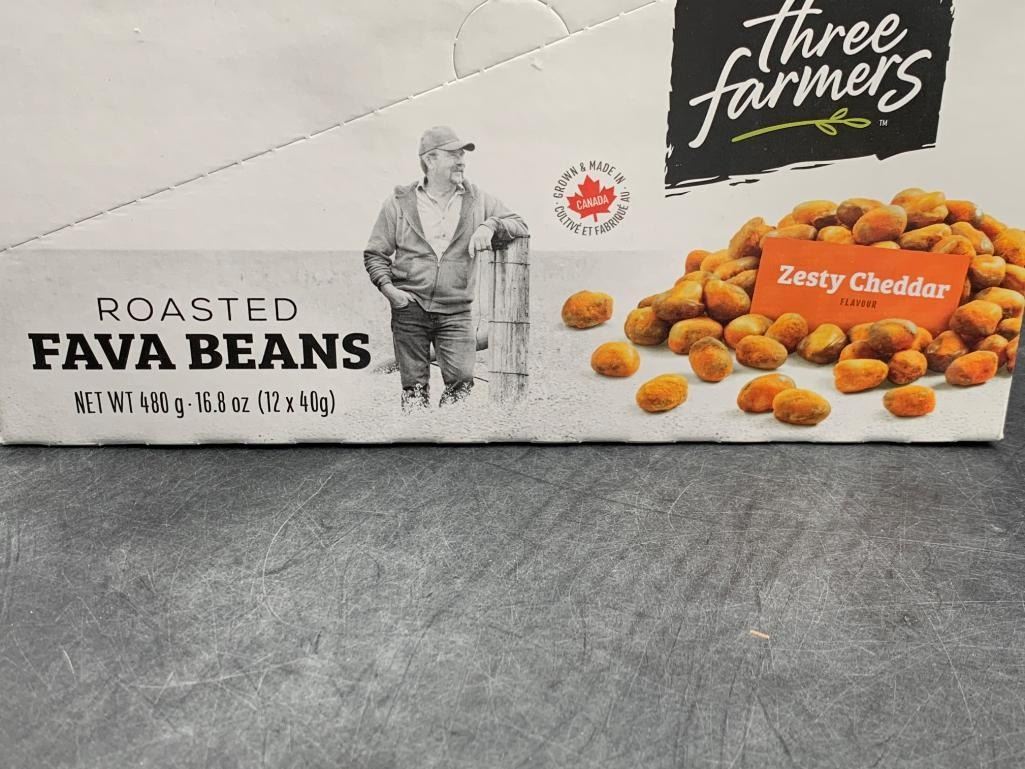 three
farmers
TM
GROWN & MADE IN
CANADA
CULTIVÉ ET FABRIQUÉ AU
Zesty Cheddar
FLAVOUR
ROASTED
FAVA BEANS
NET WT 480 g · 16.8 oz (12 x 40g)